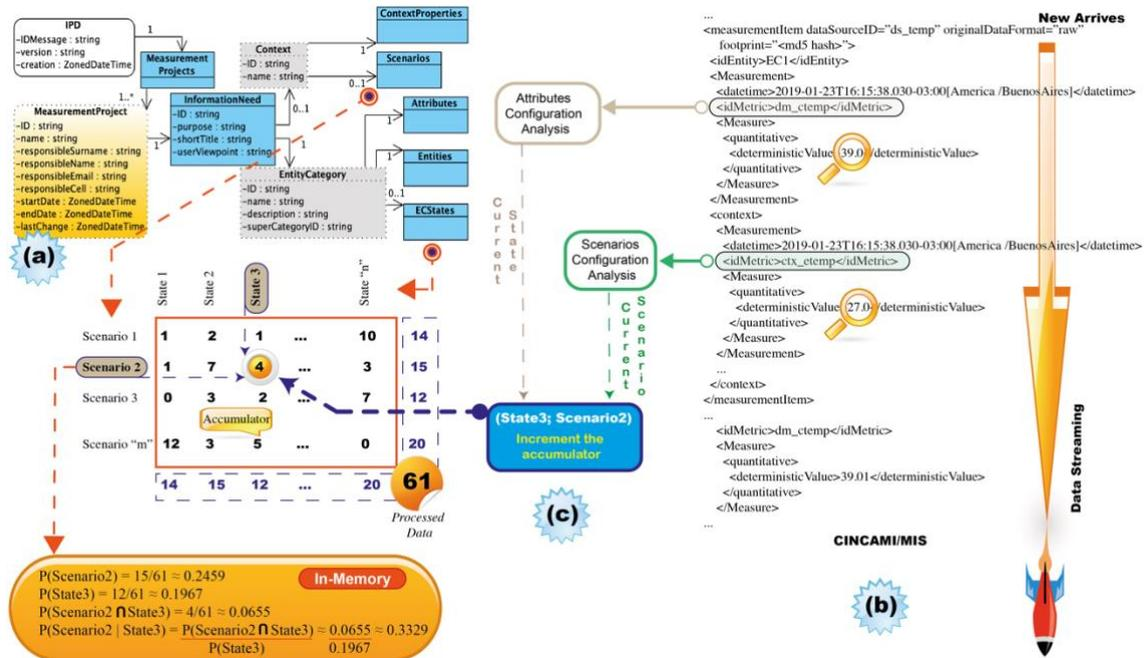 IPD
-IDMessage : string
-version : string
-creation : ZonedDateTime
1
Measurement
Projects
1..*
MeasurementProject
-ID : string
-name : string
-responsibleSurname : string
-responsibleName : string
-responsibleEmail : string
-responsibleCell : string
-startDate : ZonedDateTime
-endDate : ZonedDateTime
-lastChange : ZonedDateTime
1
InformationNeed
-ID : string
-purpose : string
-shortTitle : string
-userViewpoint : string
Context
-ID : string
-name : string
1
0..1
0..1
1
ContextProperties
Scenarios
Attributes
Entities
ECStates
EntityCategory
-ID : string
-name : string
-description : string
-superCategoryID : string
1
1
0..1
(a)
State 1
State 2
State 3
State "n"
Scenario 1
1 2 1 ... 10 14
Scenario 2
1 7 4 ... 3 15
Scenario 3
0 3 2 ... 7 12
Accumulator
Scenario "m"
12 3 5 ... 0 20
14 15 12 ... 20
61
Processed
Data
In-Memory
P(Scenario2) = 15/61 ≈ 0.2459
P(State3) = 12/61 ≈ 0.1967
P(Scenario2 ∩ State3) = 4/61 ≈ 0.0655
P(Scenario2 | State3) = P(Scenario2 ∩ State3) ≈ 0.0655 ≈ 0.3329
P(State3) 0.1967
Attributes
Configuration
Analysis
Current
State
Scenarios
Configuration
Analysis
Current
Scenario
(State3; Scenario2)
Increment the
accumulator
(c)
...
<measurementItem dataSourceID="ds_temp" originalDataFormat="raw"
footprint="<md5 hash>">
<idEntity>EC1</idEntity>
<Measurement>
<datetime>2019-01-23T16:15:38.030-03:00[America /BuenosAires]</datetime>
<idMetric>dm_ctemp</idMetric>
<Measure>
<quantitative>
<deterministicValue>39.0</deterministicValue>
</quantitative>
</Measure>
</Measurement>
<context>
<Measurement>
<datetime>2019-01-23T16:15:38.030-03:00[America /BuenosAires]</datetime>
<idMetric>ctx_etemp</idMetric>
<Measure>
<quantitative>
<deterministicValue>27.0</deterministicValue>
</quantitative>
</Measure>
</Measurement>
...
</context>
</measurementItem>
...
<idMetric>dm_ctemp</idMetric>
<Measure>
<quantitative>
<deterministicValue>39.01</deterministicValue>
</quantitative>
</Measure>
...
CINCAMI/MIS
(b)
New Arrives
Data Streaming